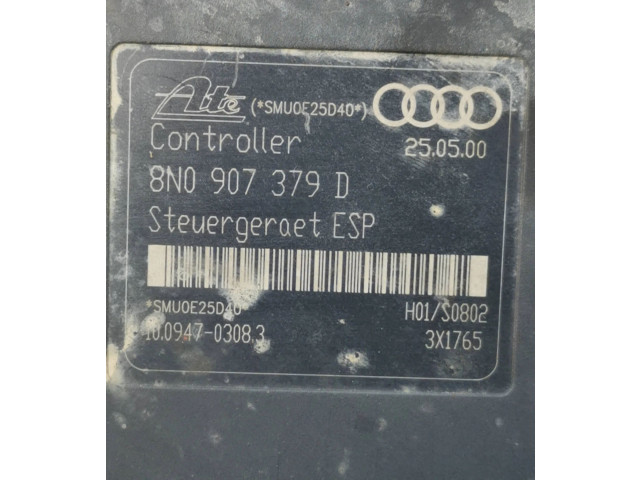 Ate (*SMU0E25D40*)
Controller 25.05.00
8N0 907 379 D
Steuergeraet ESP
*SMU0E25D40* H01/S0802
10.0947-0308.3 3X1765